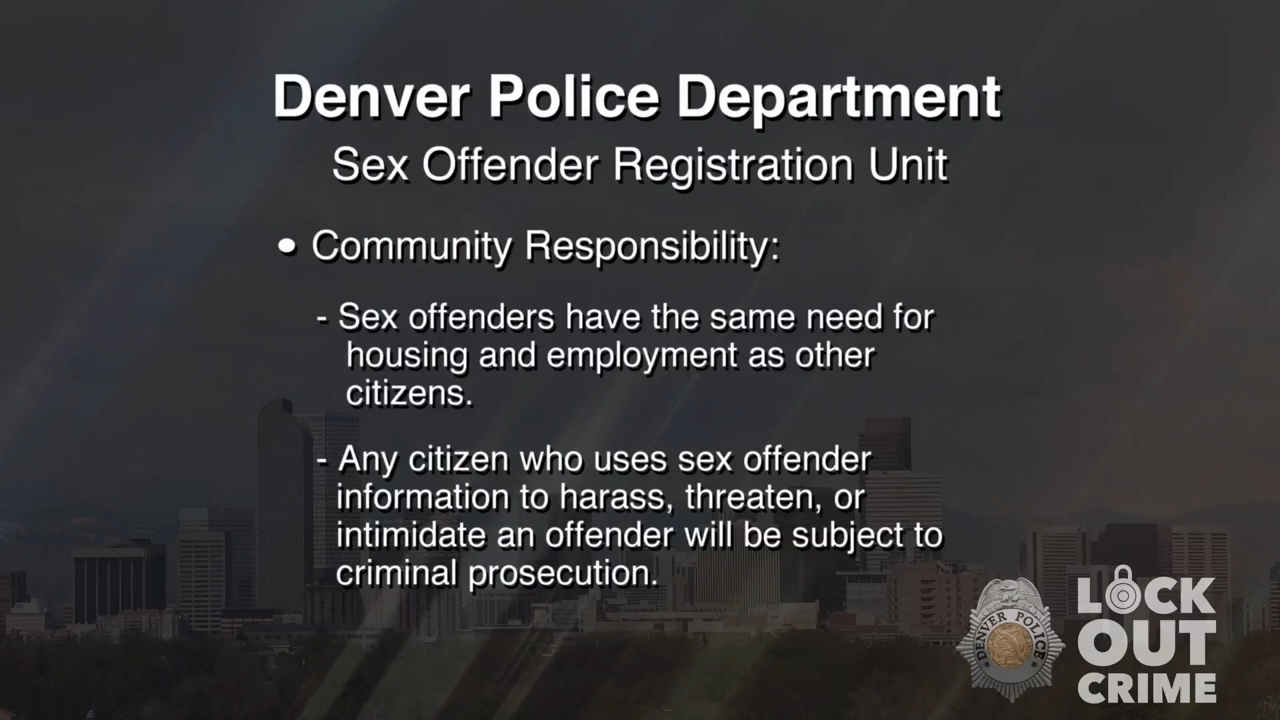 Denver Police Department
Sex Offender Registration Unit
• Community Responsibility:
- Sex offenders have the same need for
housing and employment as other
citizens.
- Any citizen who uses sex offender
information to harass, threaten, or
intimidate an offender will be subject to
criminal prosecution.
DENVER POLICE
LOCK
OUT
CRIME